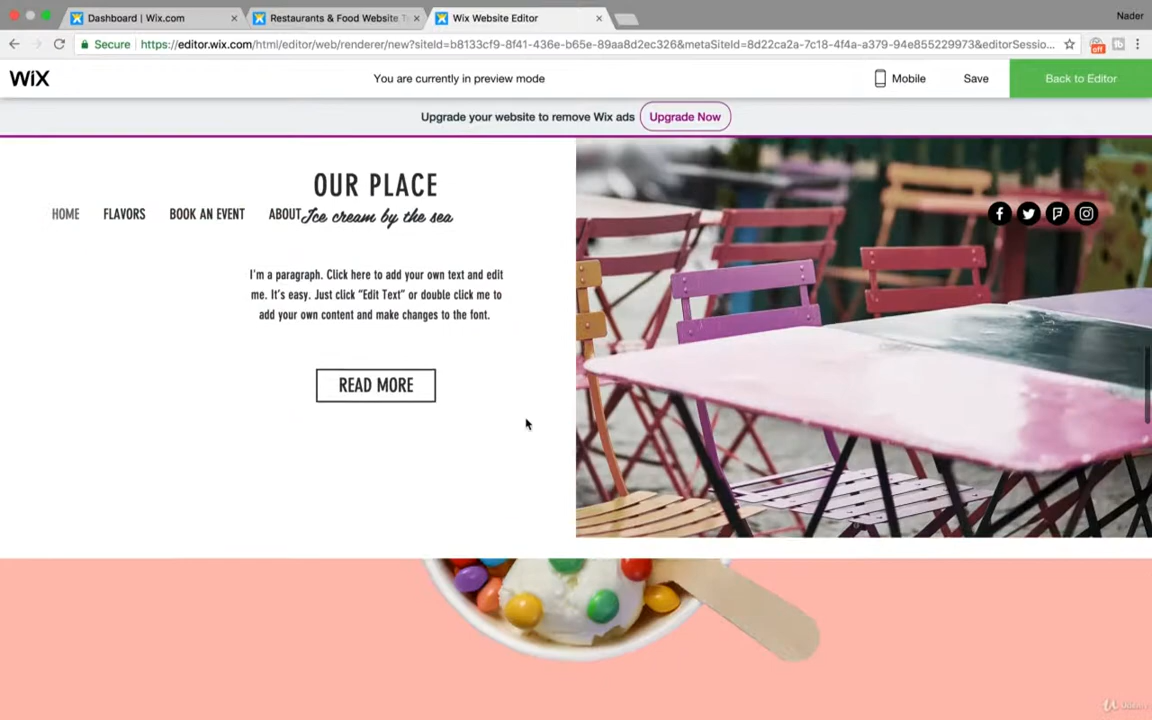 Dashboard | Wix.com
Restaurants & Food Website T
Wix Website Editor
Nader
Secure
https://editor.wix.com/html/editor/web/renderer/new?siteId=b8133cf9-8f41-436e-b65e-89aa8d2ec326&metaSiteId=8d22ca2a-7c18-4f4a-a379-94e855229973&editorSessio...
off
WiX
You are currently in preview mode
Mobile
Save
Back to Editor
Upgrade your website to remove Wix ads
Upgrade Now
OUR PLACE
HOME
FLAVORS
BOOK AN EVENT
ABOUT
Ice cream by the sea
I'm a paragraph. Click here to add your own text and edit
me. It's easy. Just click “Edit Text” or double click me to
add your own content and make changes to the font.
READ MORE